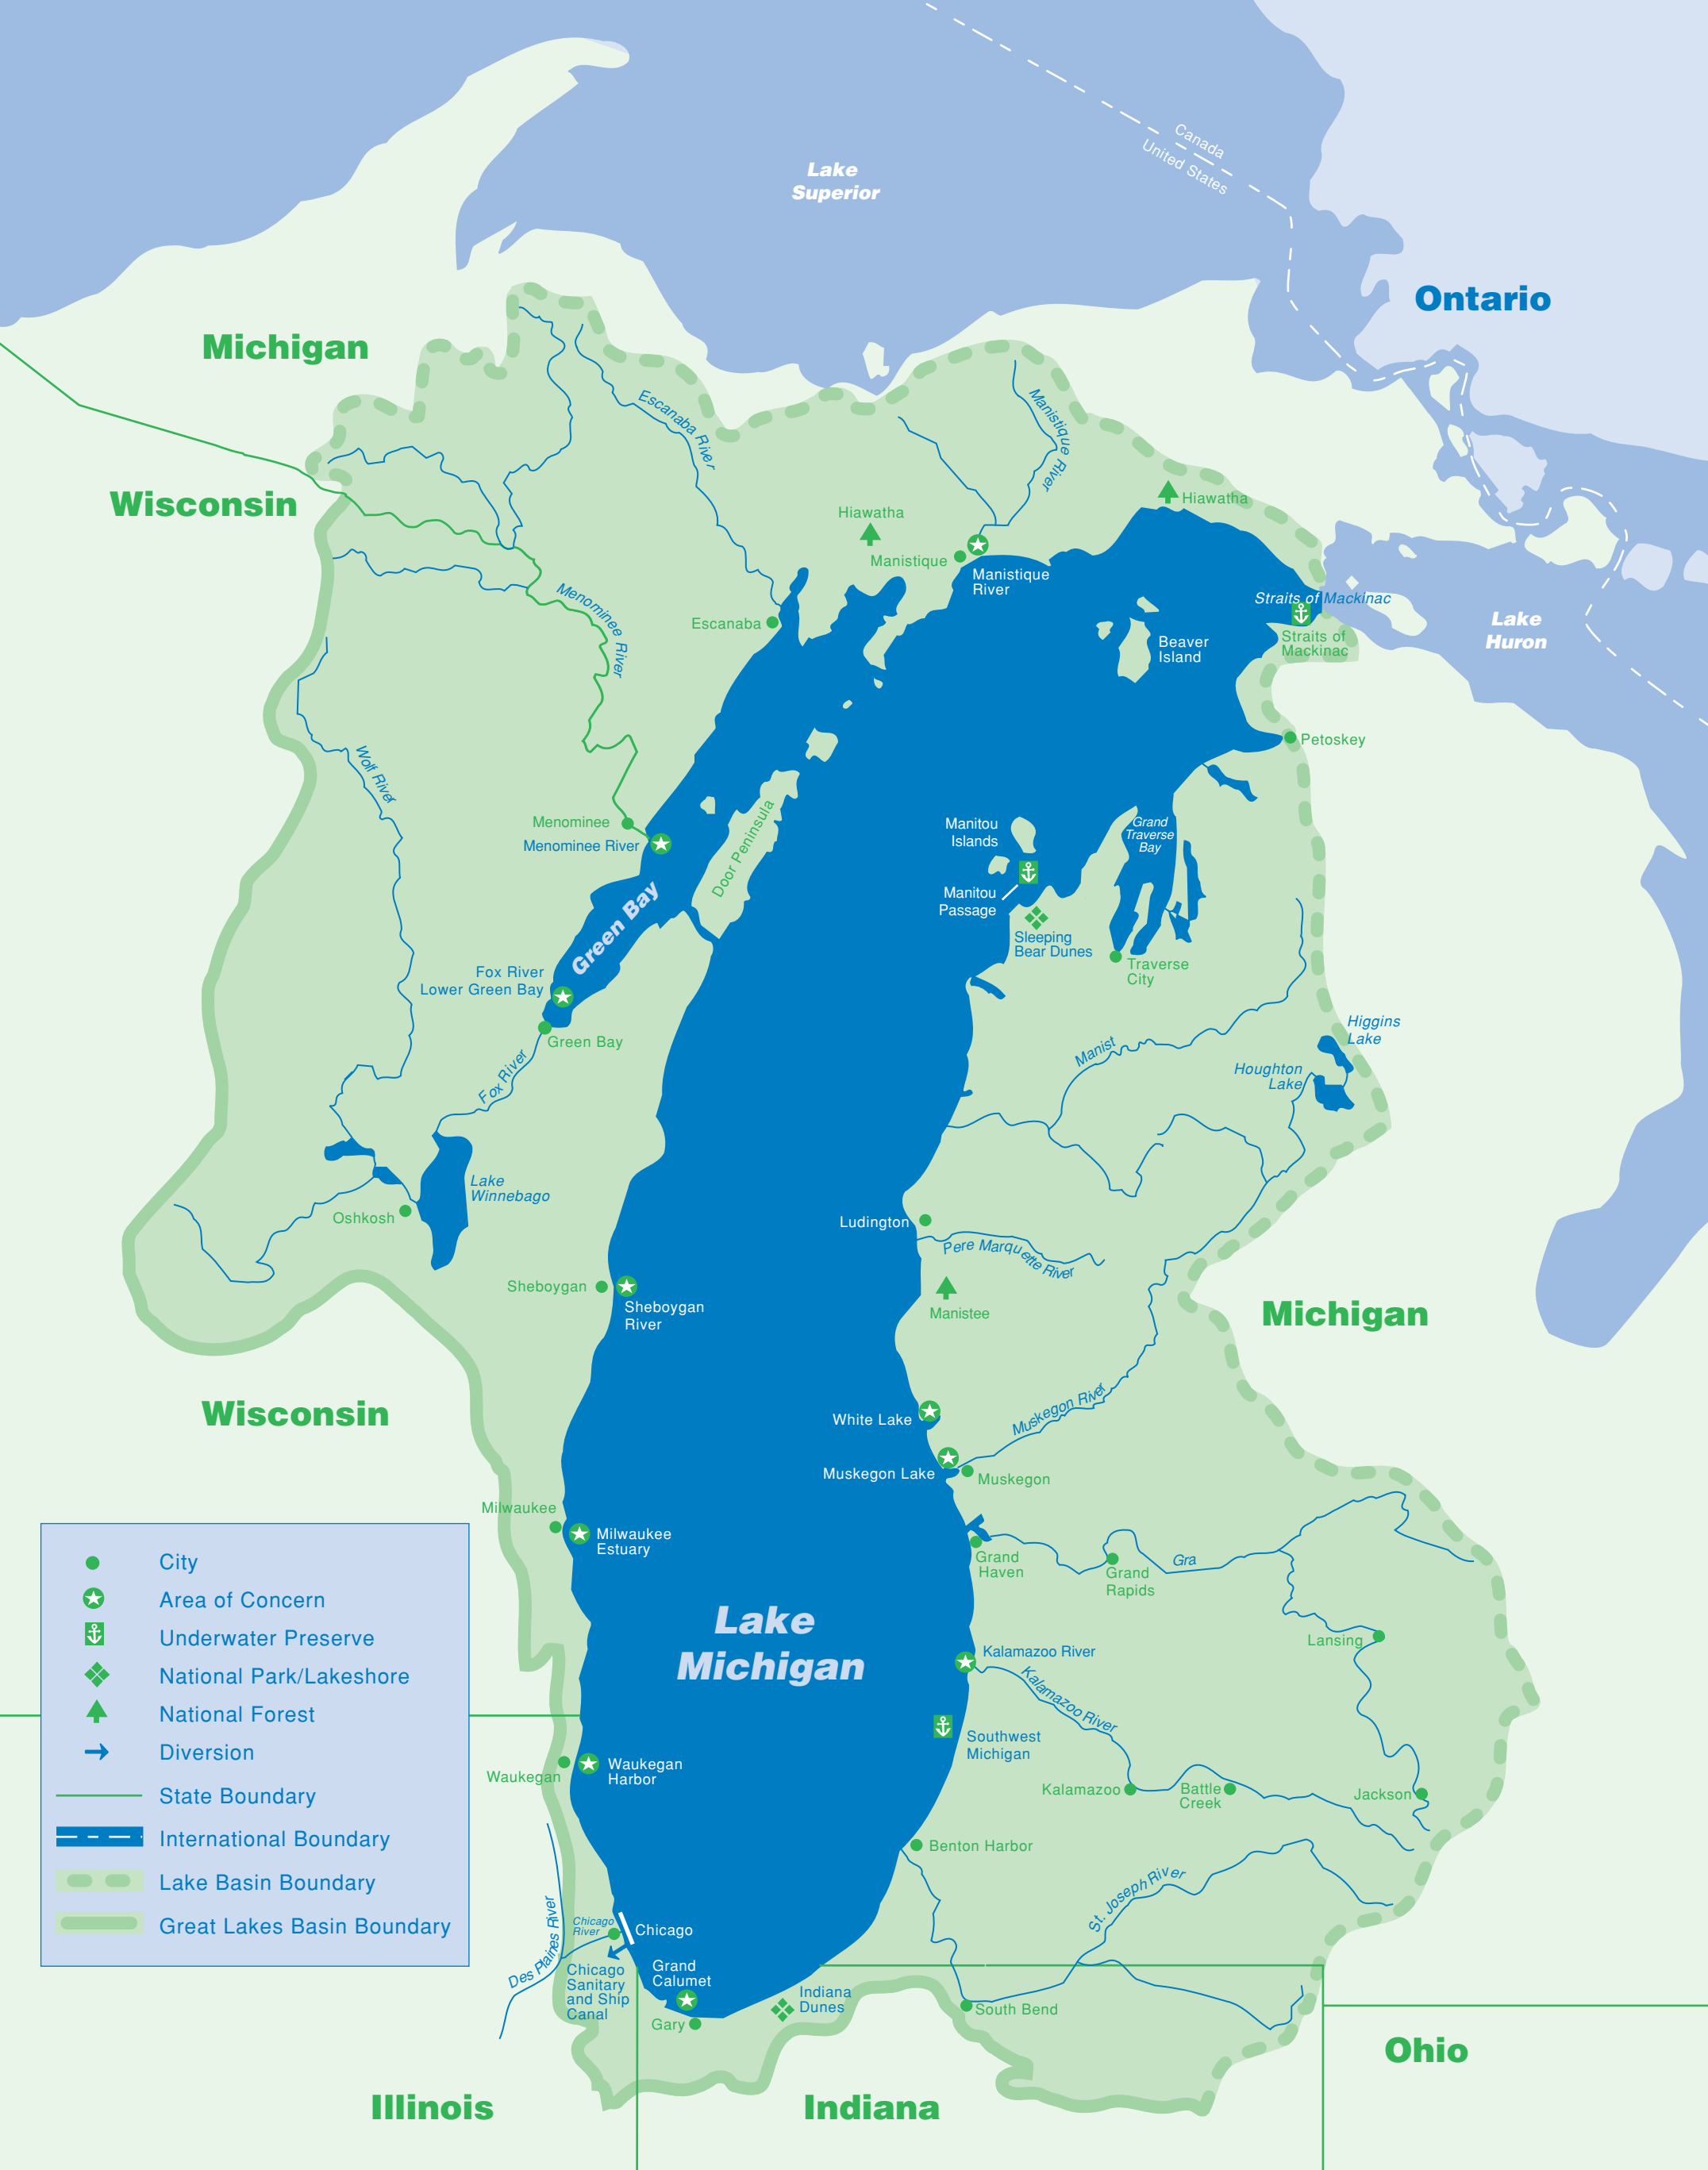 Canada
United States
Lake
Superior
Ontario
Michigan
Escanaba River
Manistique River
Wisconsin
Hiawatha
Hiawatha
Manistique
Manistique
River
Menominee River
Straits of Mackinac
Straits of
Mackinac
Lake
Huron
Escanaba
Beaver
Island
Petoskey
Wolf River
Menominee
Menominee River
Door Peninsula
Manitou
Islands
Grand
Traverse
Bay
Manitou
Passage
Green Bay
Sleeping
Bear Dunes
Traverse
City
Fox River
Lower Green Bay
Green Bay
Fox River
Manist
Higgins
Lake
Houghton
Lake
Lake
Winnebago
Oshkosh
Ludington
Pere Marquette River
Sheboygan
Sheboygan
River
Manistee
Michigan
Wisconsin
White Lake
Muskegon River
Muskegon Lake
Muskegon
Milwaukee
Milwaukee
Estuary
Grand
Haven
Grand
Rapids
Gra
Lake
Michigan
Lansing
Kalamazoo River
Kalamazoo River
Southwest
Michigan
Waukegan
Waukegan
Harbor
Kalamazoo
Battle
Creek
Jackson
Benton Harbor
St. Joseph River
Des Plaines River
Chicago
River
Chicago
Chicago
Sanitary
and Ship
Canal
Grand
Calumet
Indiana
Dunes
Gary
South Bend
Illinois
Indiana
Ohio
City
Area of Concern
Underwater Preserve
National Park/Lakeshore
National Forest
Diversion
State Boundary
International Boundary
Lake Basin Boundary
Great Lakes Basin Boundary